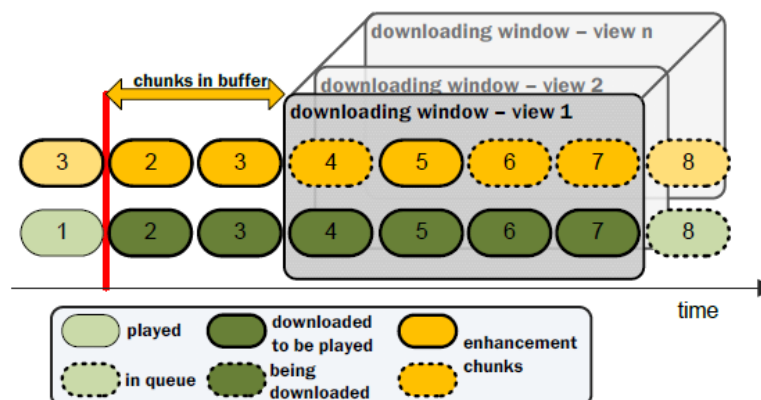 downloading window – view n
chunks in buffer
downloading window – view 2
downloading window – view 1
3 2 3 4 5 6 7 8
1 2 3 4 5 6 7 8
time
played
downloaded
to be played
enhancement
chunks
in queue
being
downloaded